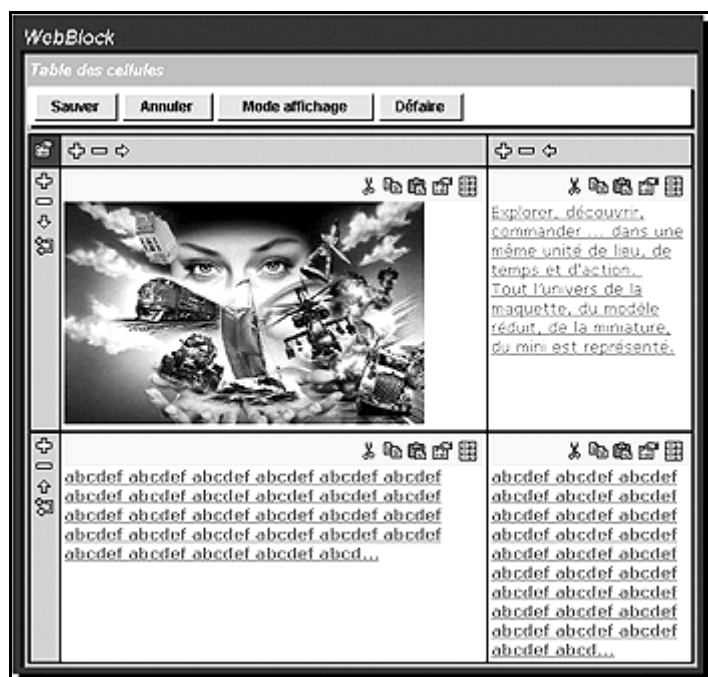 WebBlock
Table des cellules
Sauver Annuler Mode affichage Défaire
Explorer, découvrir,
commander ... dans une
même unité de lieu, de
temps et d'action.
Tout l'univers de la
maquette, du modèle
réduit, de la miniature,
du mini est représenté.
abcdef abcdef abcdef abcdef abcdef abcdef
abcdef abcdef abcdef abcdef abcdef abcdef
abcdef abcdef abcdef abcdef abcdef abcdef
abcdef abcdef abcdef abcdef abcdef abcdef
abcdef abcdef abcdef abcdef abcd...
abcdef abcdef abcdef
abcdef abcdef abcdef
abcdef abcdef abcdef
abcdef abcdef abcdef
abcdef abcdef abcdef
abcdef abcdef abcdef
abcdef abcdef abcdef
abcdef abcdef abcdef
abcdef abcdef abcdef
abcdef abcd...